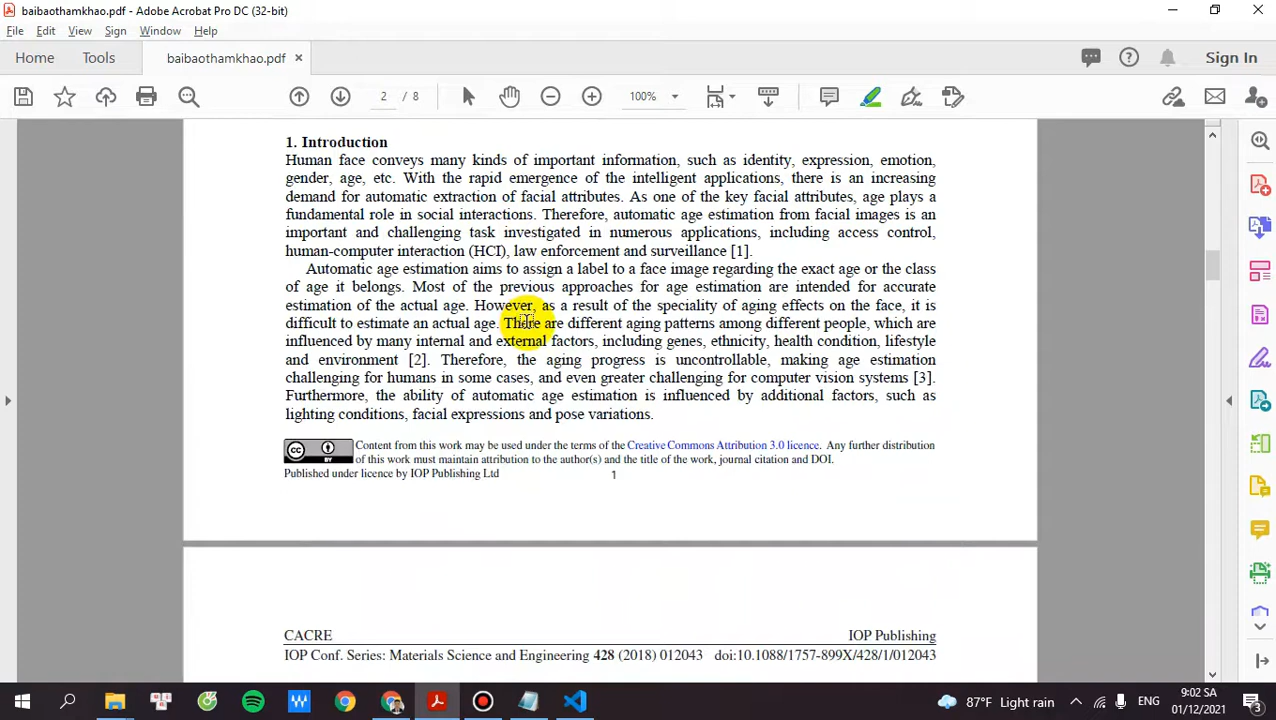 baibaothamkhao.pdf - Adobe Acrobat Pro DC (32-bit)
File Edit View Sign Window Help
Home Tools baibaothamkhao.pdf × Sign In
2 / 8 100%
1. Introduction
Human face conveys many kinds of important information, such as identity, expression, emotion,
gender, age, etc. With the rapid emergence of the intelligent applications, there is an increasing
demand for automatic extraction of facial attributes. As one of the key facial attributes, age plays a
fundamental role in social interactions. Therefore, automatic age estimation from facial images is an
important and challenging task investigated in numerous applications, including access control,
human-computer interaction (HCI), law enforcement and surveillance [1].
Automatic age estimation aims to assign a label to a face image regarding the exact age or the class
of age it belongs. Most of the previous approaches for age estimation are intended for accurate
estimation of the actual age. However, as a result of the speciality of aging effects on the face, it is
difficult to estimate an actual age. There are different aging patterns among different people, which are
influenced by many internal and external factors, including genes, ethnicity, health condition, lifestyle
and environment [2]. Therefore, the aging progress is uncontrollable, making age estimation
challenging for humans in some cases, and even greater challenging for computer vision systems [3].
Furthermore, the ability of automatic age estimation is influenced by additional factors, such as
lighting conditions, facial expressions and pose variations.
cc BY Content from this work may be used under the terms of the Creative Commons Attribution 3.0 licence. Any further distribution
of this work must maintain attribution to the author(s) and the title of the work, journal citation and DOI.
Published under licence by IOP Publishing Ltd 1
CACRE IOP Publishing
IOP Conf. Series: Materials Science and Engineering 428 (2018) 012043 doi:10.1088/1757-899X/428/1/012043
87°F Light rain ENG 9:02 SA
01/12/2021 3